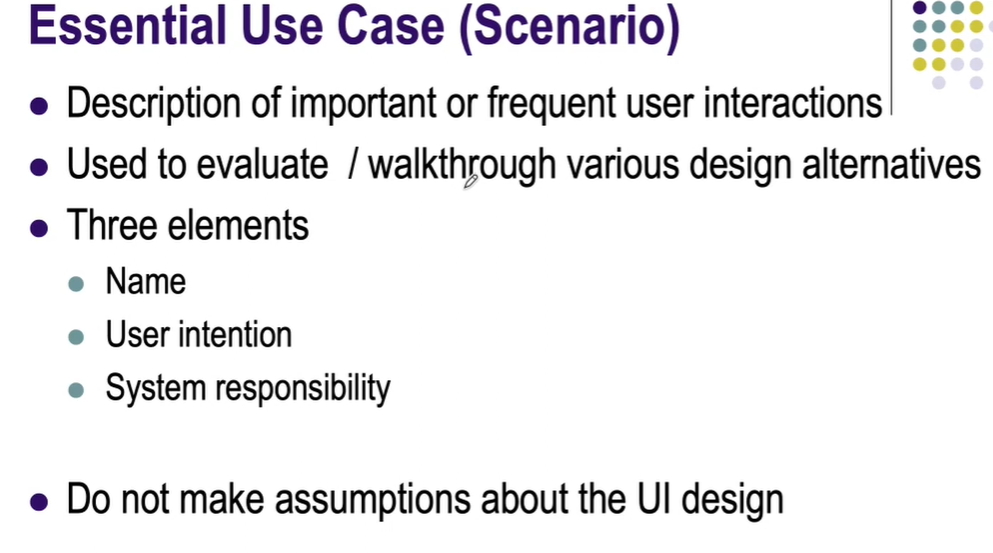 Essential Use Case (Scenario)
Description of important or frequent user interactions
Used to evaluate / walkthrough various design alternatives
Three elements
Name
User intention
System responsibility
Do not make assumptions about the UI design